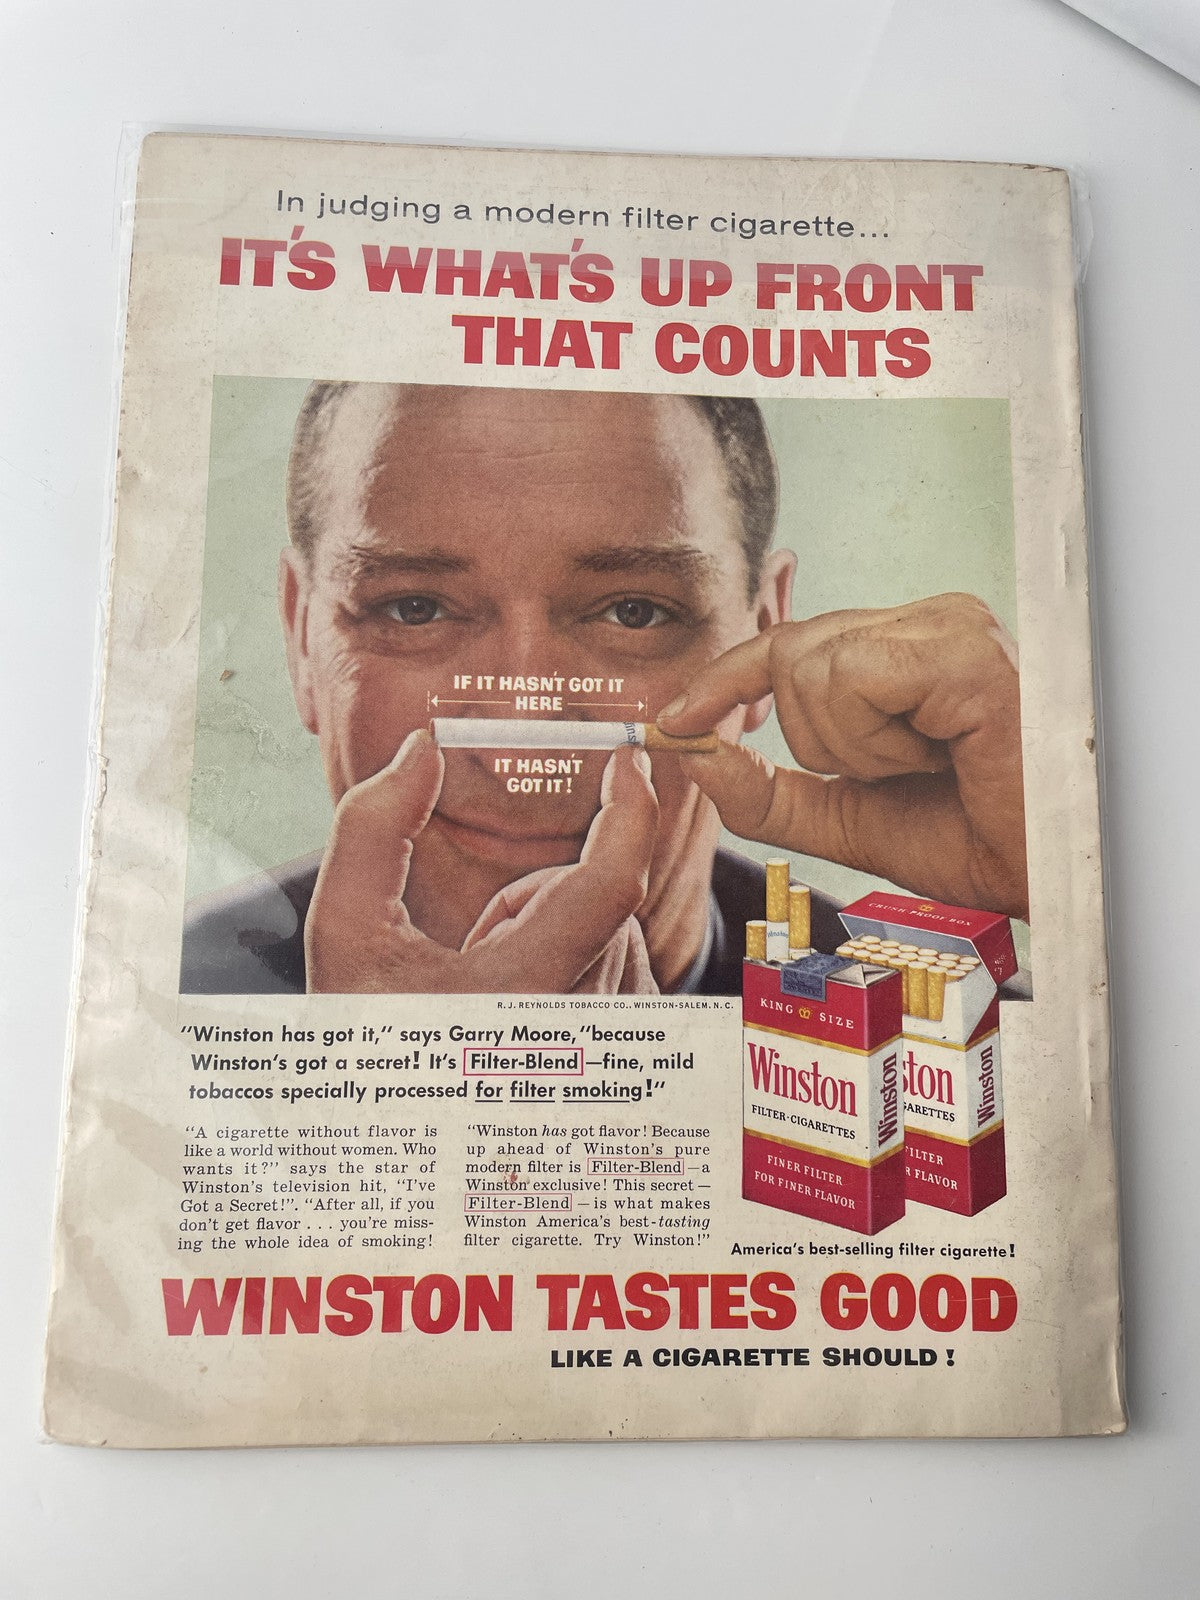 In judging a modern filter cigarette...
IT'S WHAT'S UP FRONT
THAT COUNTS
IF IT HASN'T GOT IT
HERE
IT HASN'T
GOT IT!
R. J. REYNOLDS TOBACCO CO., WINSTON-SALEM, N. C.
"Winston has got it," says Garry Moore, "because
Winston's got a secret! It's Filter-Blend—fine, mild
tobaccos specially processed for filter smoking!"
"A cigarette without flavor is
like a world without women. Who
wants it?" says the star of
Winston's television hit, "I've
Got a Secret!". "After all, if you
don't get flavor . . . you're miss-
ing the whole idea of smoking!
"Winston has got flavor! Because
up ahead of Winston's pure
modern filter is Filter-Blend—a
Winston exclusive! This secret—
Filter-Blend—is what makes
Winston America's best-tasting
filter cigarette. Try Winston!"
CRUSH-PROOF BOX
KING SIZE
Winston
FILTER·CIGARETTES
FINER FILTER
FOR FINER FLAVOR
Winston
ston
GARETTES
FILTER
R FLAVOR
Winston
America's best-selling filter cigarette!
WINSTON TASTES GOOD
LIKE A CIGARETTE SHOULD!